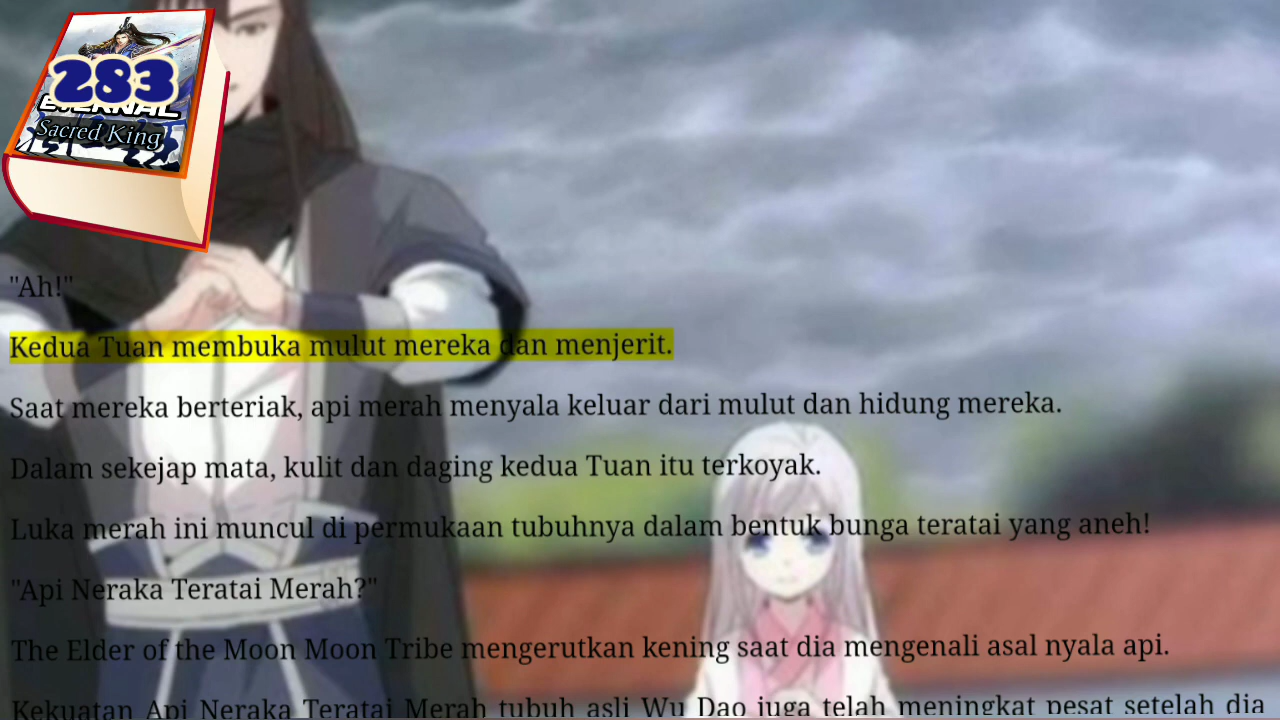 283
ETERNAL
Sacred King
"Ah!"
Kedua Tuan membuka mulut mereka dan menjerit.
Saat mereka berteriak, api merah menyala keluar dari mulut dan hidung mereka.
Dalam sekejap mata, kulit dan daging kedua Tuan itu terkoyak.
Luka merah ini muncul di permukaan tubuhnya dalam bentuk bunga teratai yang aneh!
"Api Neraka Teratai Merah?"
The Elder of the Moon Moon Tribe mengerutkan kening saat dia mengenali asal nyala api.
Kekuatan Api Neraka Teratai Merah tubuh asli Wu Dao juga telah meningkat pesat setelah dia